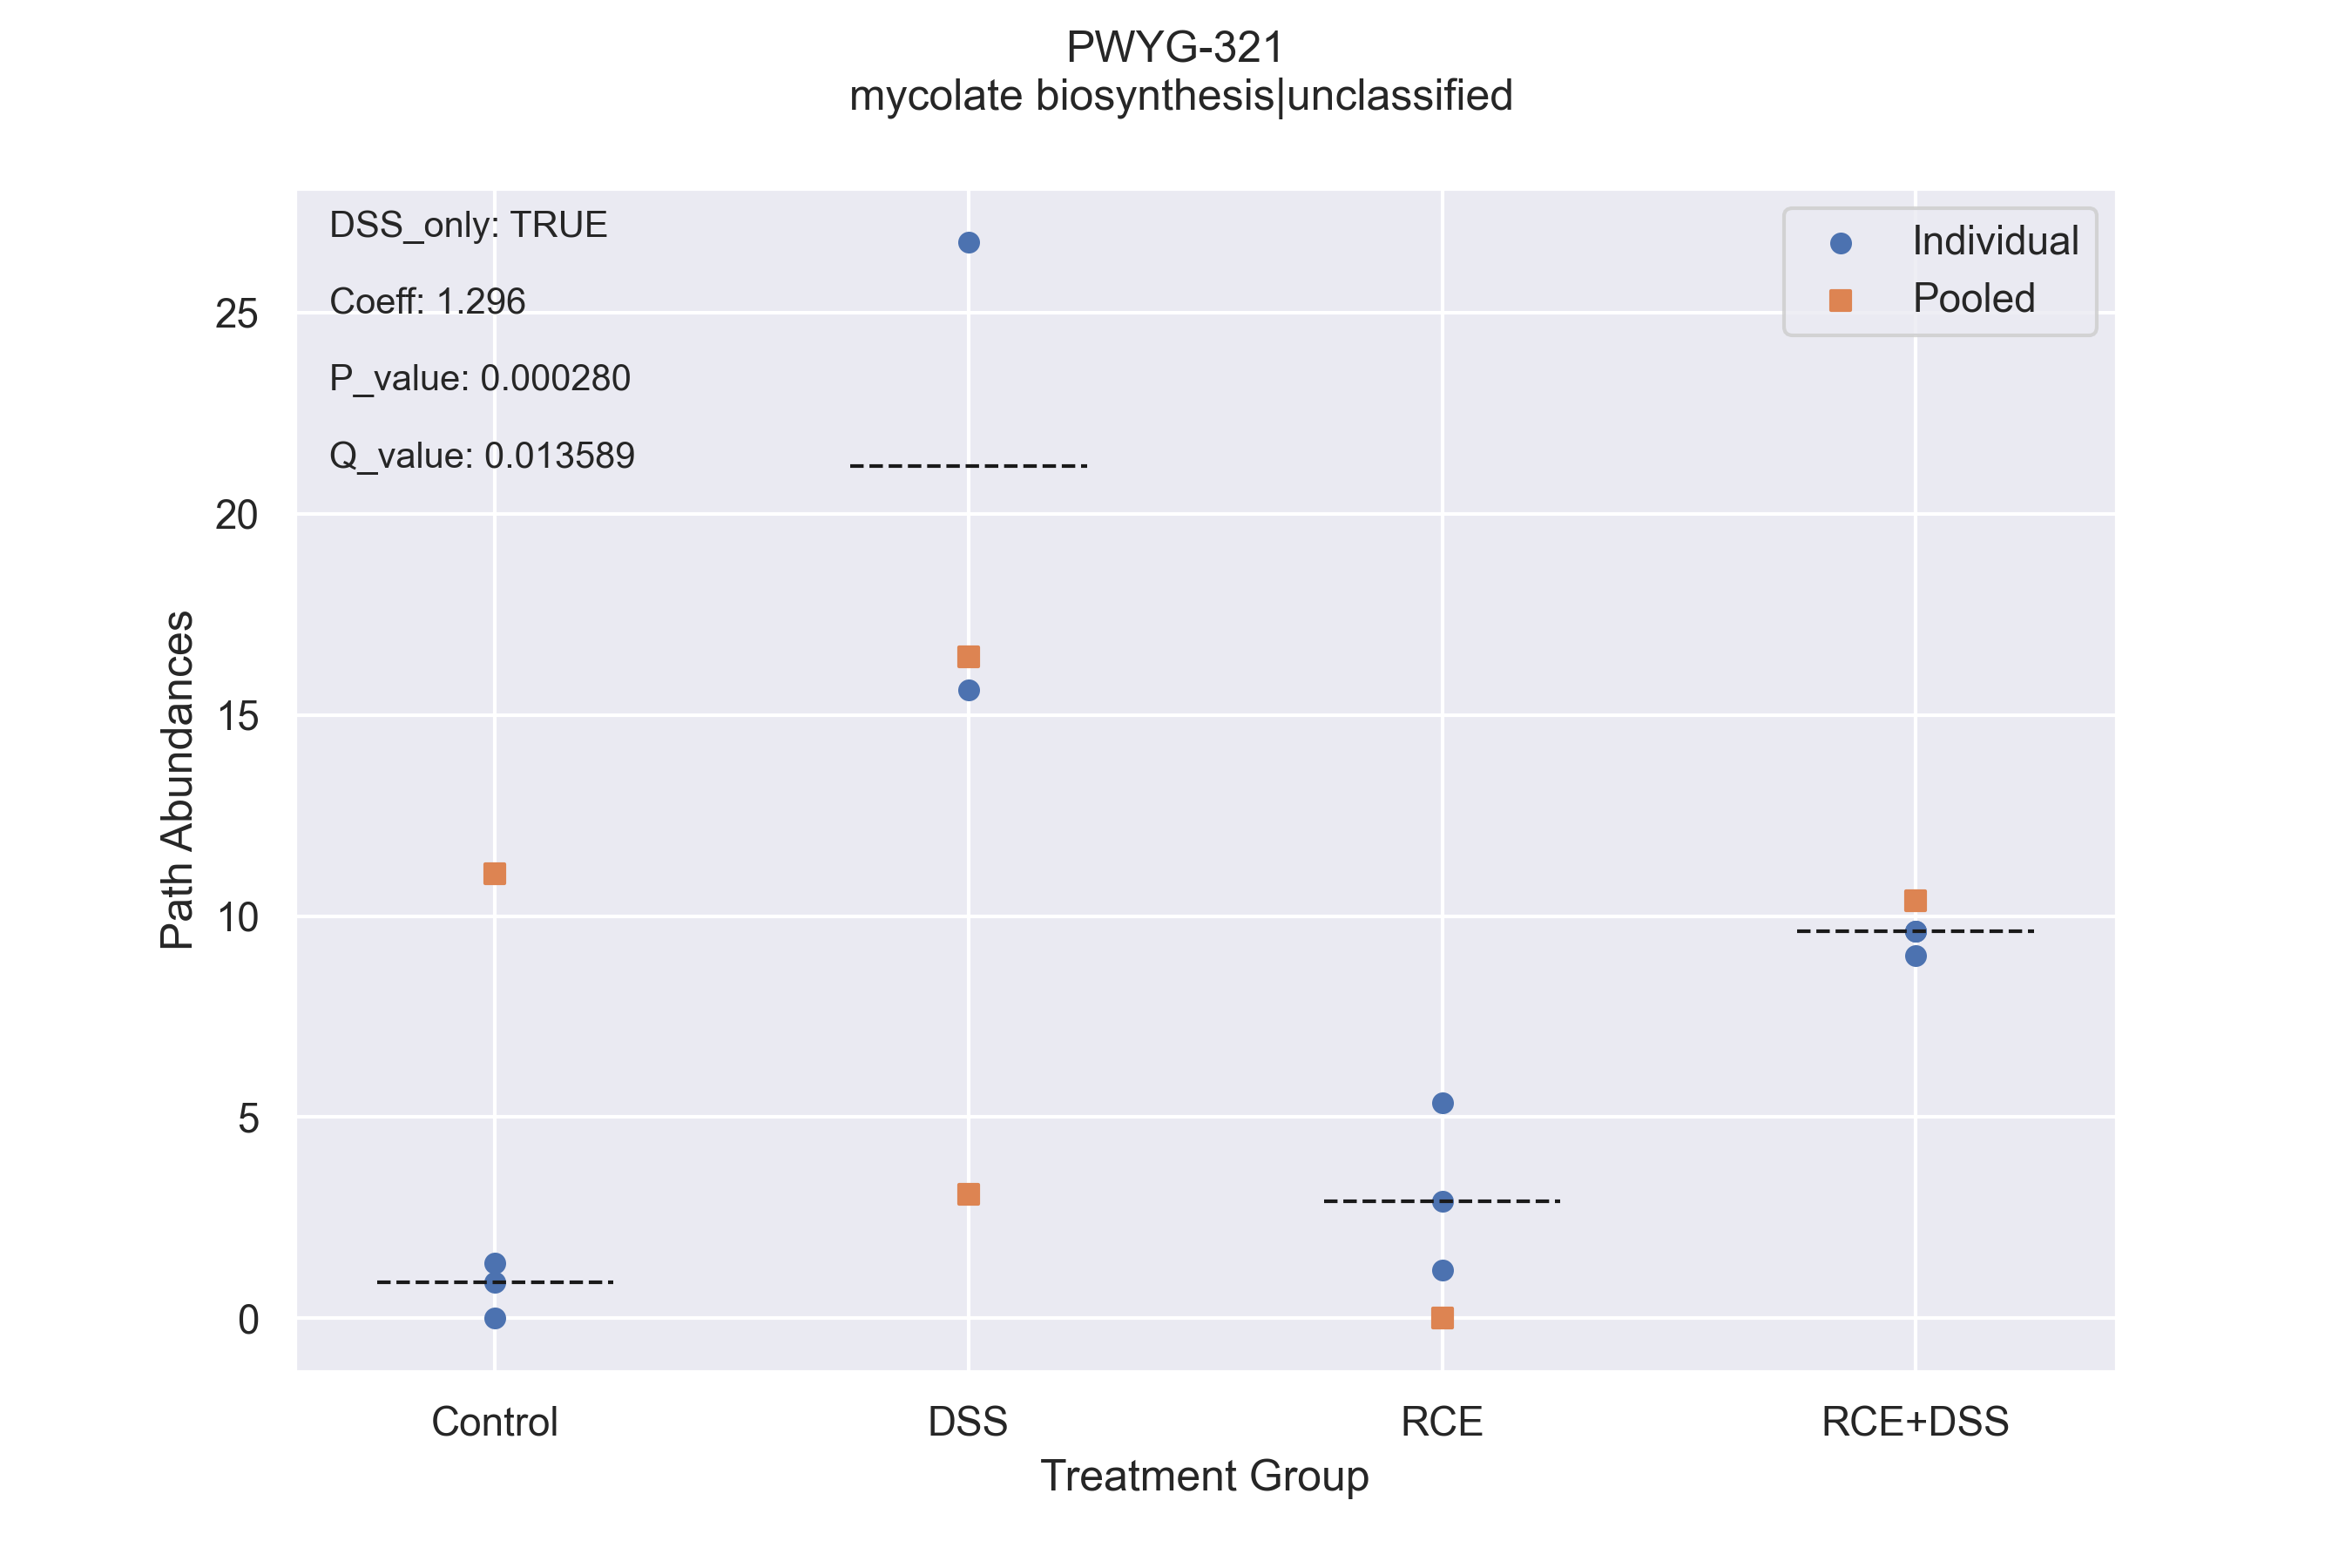 PWYG-321
mycolate biosynthesis|unclassified
DSS_only: TRUE
Coeff: 1.296
P_value: 0.000280
Q_value: 0.013589
Individual
Pooled
25
20
15
10
5
0
Path Abundances
Control
DSS
RCE
RCE+DSS
Treatment Group